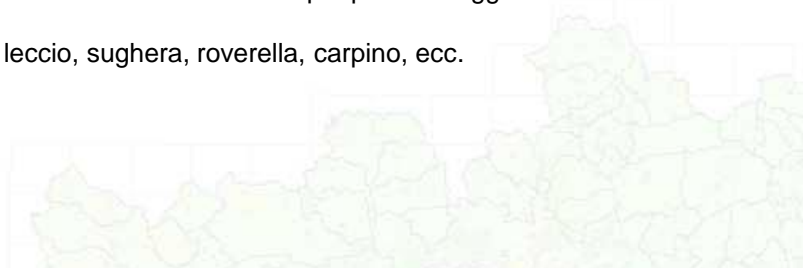 leccio, sughera, roverella, carpino, ecc.